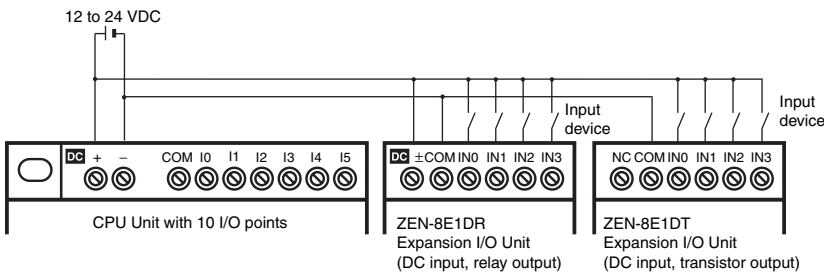 12 to 24 VDC
Input
device
Input
device
DC + − COM I0 I1 I2 I3 I4 I5
DC ±COM IN0 IN1 IN2 IN3
NC COM IN0 IN1 IN2 IN3
CPU Unit with 10 I/O points
ZEN-8E1DR
Expansion I/O Unit
(DC input, relay output)
ZEN-8E1DT
Expansion I/O Unit
(DC input, transistor output)